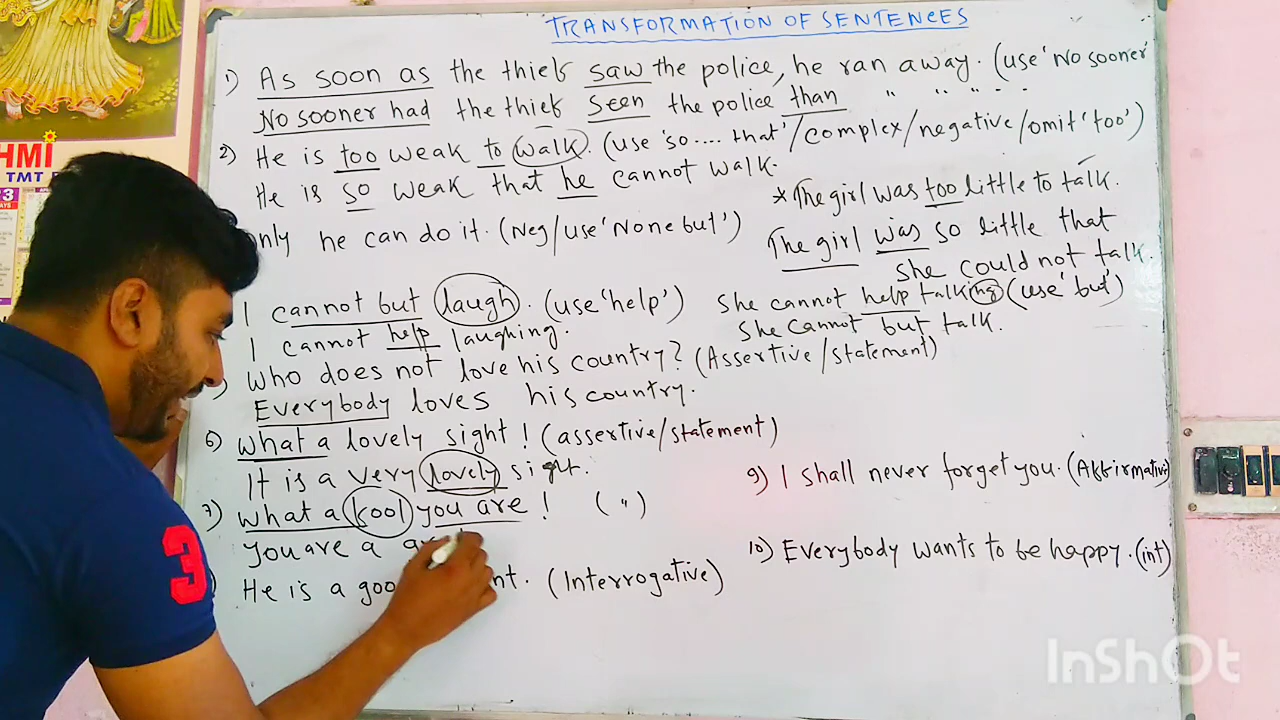 TRANSFORMATION OF SENTENCES
1) As soon as the thief saw the police, he ran away. (use 'No sooner'
No sooner had the thief seen the police than " " " " "
2) He is too weak to walk. (use 'so.... that'/complex/negative/omit 'too')
He is so weak that he cannot walk.
* The girl was too little to talk.
only he can do it. (Neg/use 'None but')
The girl was so little that
she could not talk.
I cannot but laugh. (use 'help')
She cannot help talking (use 'but')
I cannot help laughing.
She cannot but talk.
) Who does not love his country? (Assertive/statement)
Everybody loves his country.
6) What a lovely sight! (assertive/statement)
It is a very lovely sight.
9) I shall never forget you. (Affirmative)
7) What a fool you are! ( " )
You are a
10) Everybody wants to be happy. (int)
) He is a (Interrogative)
HMI
TMT
3
3
InShOt